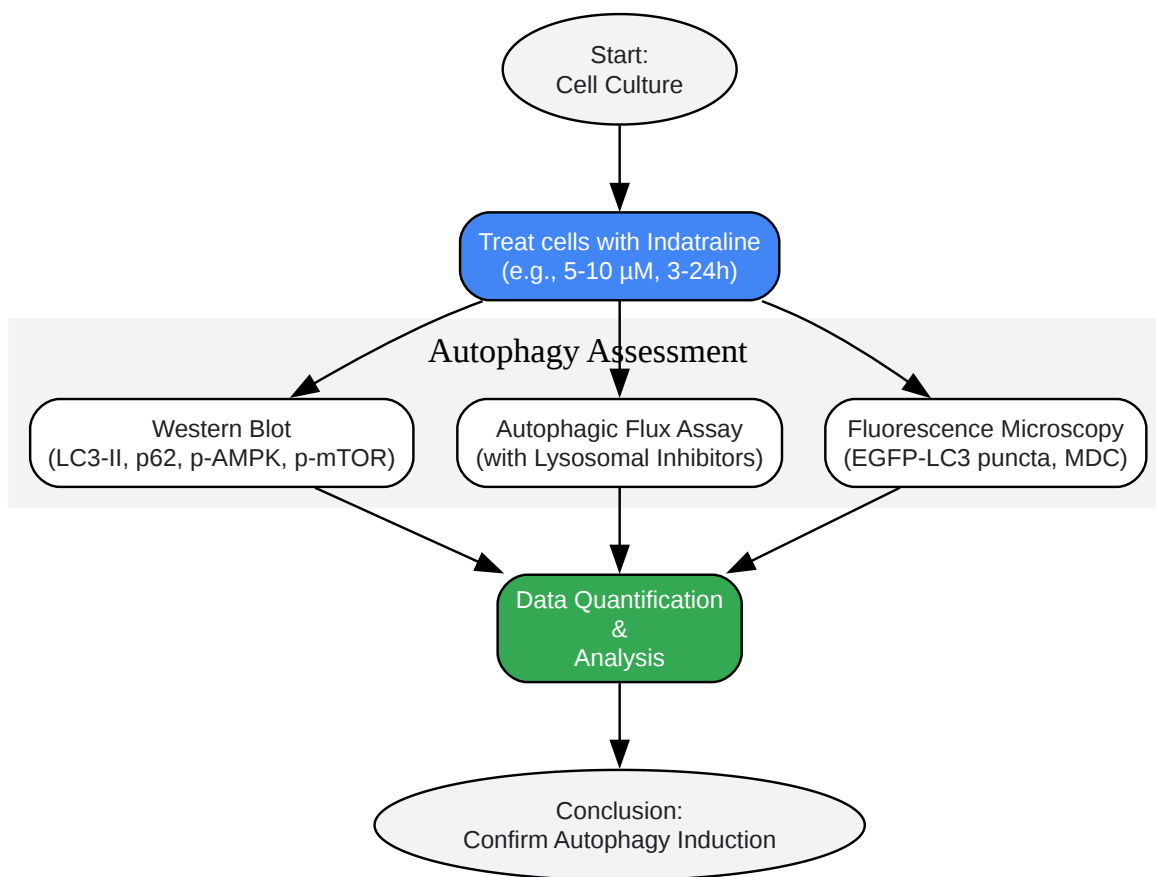 Start:
Cell Culture
Treat cells with Indatraline
(e.g., 5-10 µM, 3-24h)
Autophagy Assessment
Western Blot
(LC3-II, p62, p-AMPK, p-mTOR)
Autophagic Flux Assay
(with Lysosomal Inhibitors)
Fluorescence Microscopy
(EGFP-LC3 puncta, MDC)
Data Quantification
&
Analysis
Conclusion:
Confirm Autophagy Induction